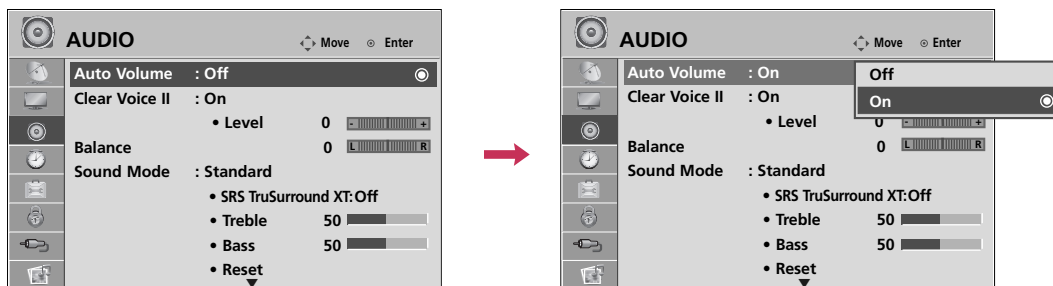 AUDIO Move Enter
Auto Volume : Off
Clear Voice II : On
• Level 0 - +
Balance 0 L R
Sound Mode : Standard
• SRS TruSurround XT: Off
• Treble 50
• Bass 50
• Reset
AUDIO Move Enter
Auto Volume : On
Off
On
Clear Voice II : On
• Level 0 - +
Balance 0 L R
Sound Mode : Standard
• SRS TruSurround XT: Off
• Treble 50
• Bass 50
• Reset